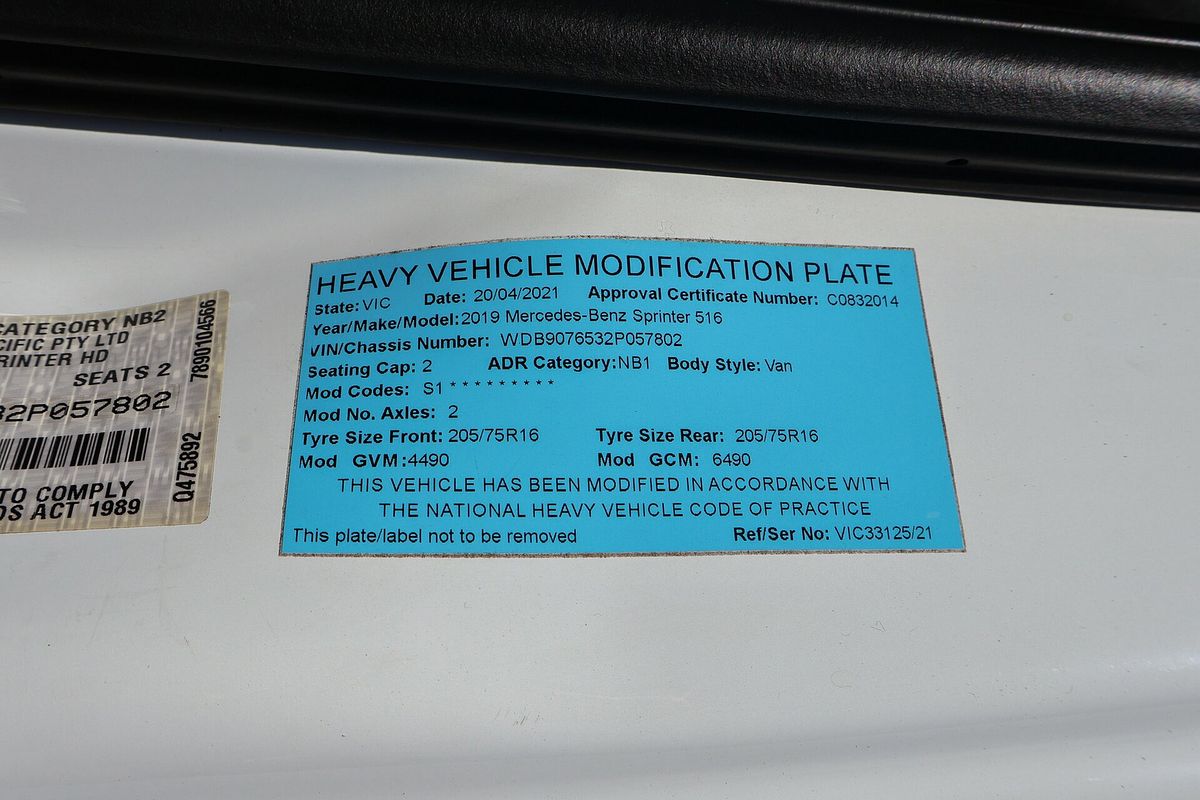 CATEGORY NB2
CIFIC PTY LTD
RINTER HD
SEATS 2
32P057802
TO COMPLY
DS ACT 1989
7890104566
Q475892
HEAVY VEHICLE MODIFICATION PLATE
State: VIC Date: 20/04/2021 Approval Certificate Number: C0832014
Year/Make/Model: 2019 Mercedes-Benz Sprinter 516
VIN/Chassis Number: WDB9076532P057802
Seating Cap: 2 ADR Category: NB1 Body Style: Van
Mod Codes: S1 * * * * * * * * *
Mod No. Axles: 2
Tyre Size Front: 205/75R16 Tyre Size Rear: 205/75R16
Mod GVM: 4490 Mod GCM: 6490
THIS VEHICLE HAS BEEN MODIFIED IN ACCORDANCE WITH
THE NATIONAL HEAVY VEHICLE CODE OF PRACTICE
This plate/label not to be removed Ref/Ser No: VIC33125/21